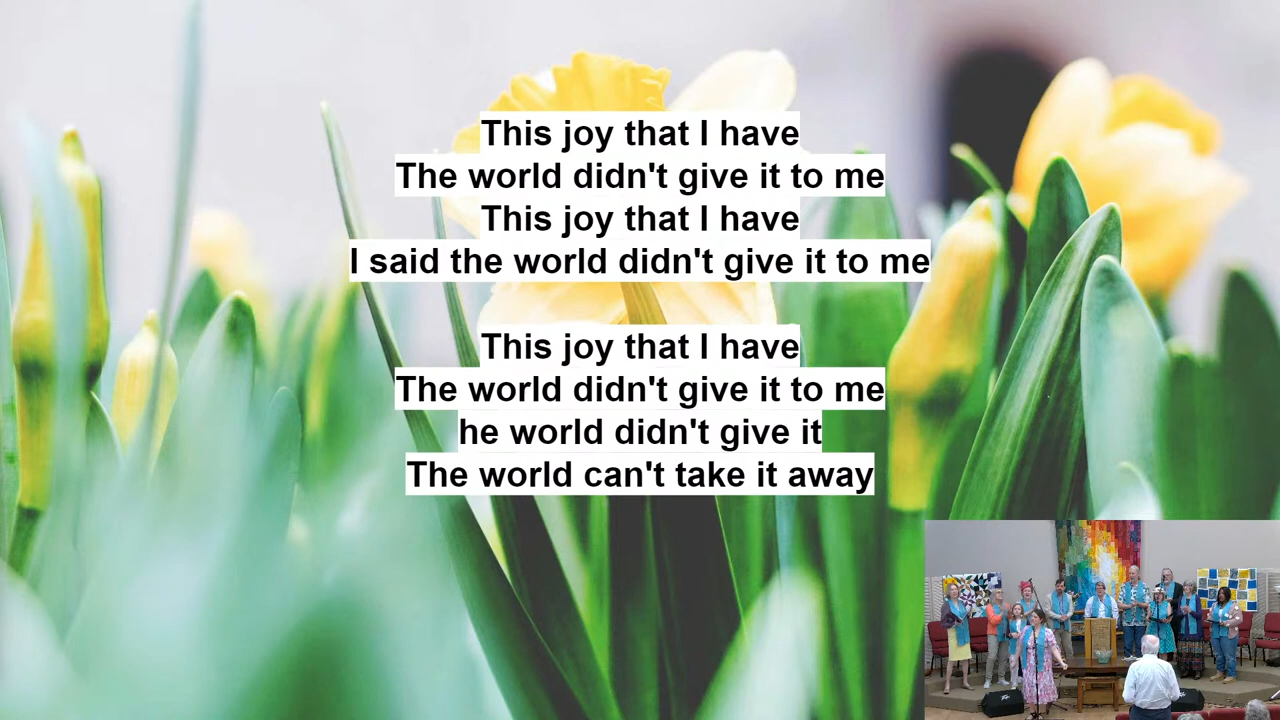 This joy that I have
The world didn't give it to me
This joy that I have
I said the world didn't give it to me
This joy that I have
The world didn't give it to me
he world didn't give it
The world can't take it away